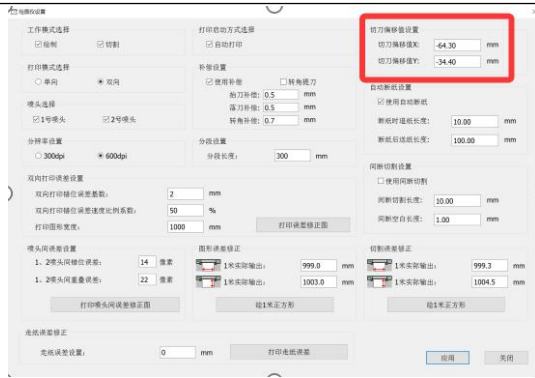 绘图仪设置
工作模式选择
☑绘制
☑切割
打印启动方式选择
☑自动打印
切刀偏移值设置
切刀偏移值X: -64.30 mm
切刀偏移值Y: -34.40 mm
打印模式选择
○ 单向
◉ 双向
补偿设置
☑使用补偿
□转角提刀
抬刀补偿: 0.5 mm
落刀补偿: 0.5 mm
转角补偿: 0.7 mm
自动断纸设置
☑使用自动断纸
断纸时退纸长度: 10.00 mm
断纸后送纸长度: 100.00 mm
喷头选择
☑1号喷头
☑2号喷头
分辨率设置
○ 300dpi
◉ 600dpi
分段设置
分段长度: 300 mm
间断切割设置
□使用间断切割
间断切割长度: 10.00 mm
间断空白长度: 1.00 mm
双向打印误差设置
双向打印错位误差基数: 2 mm
双向打印错位误差速度比例系数: 50 %
打印图形宽度: 1000 mm
打印误差修正图
喷头间误差设置
1、2喷头间错位误差: 14 像素
1、2喷头间重叠误差: 22 像素
打印喷头间误差修正图
图形误差修正
1米实际输出: 999.0 mm
1米实际输出: 1003.0 mm
绘1米正方形
切割误差修正
1米实际输出: 999.3 mm
1米实际输出: 1004.5 mm
绘1米正方形
走纸误差修正
走纸误差设置: 0 mm
打印走纸误差
应用
关闭